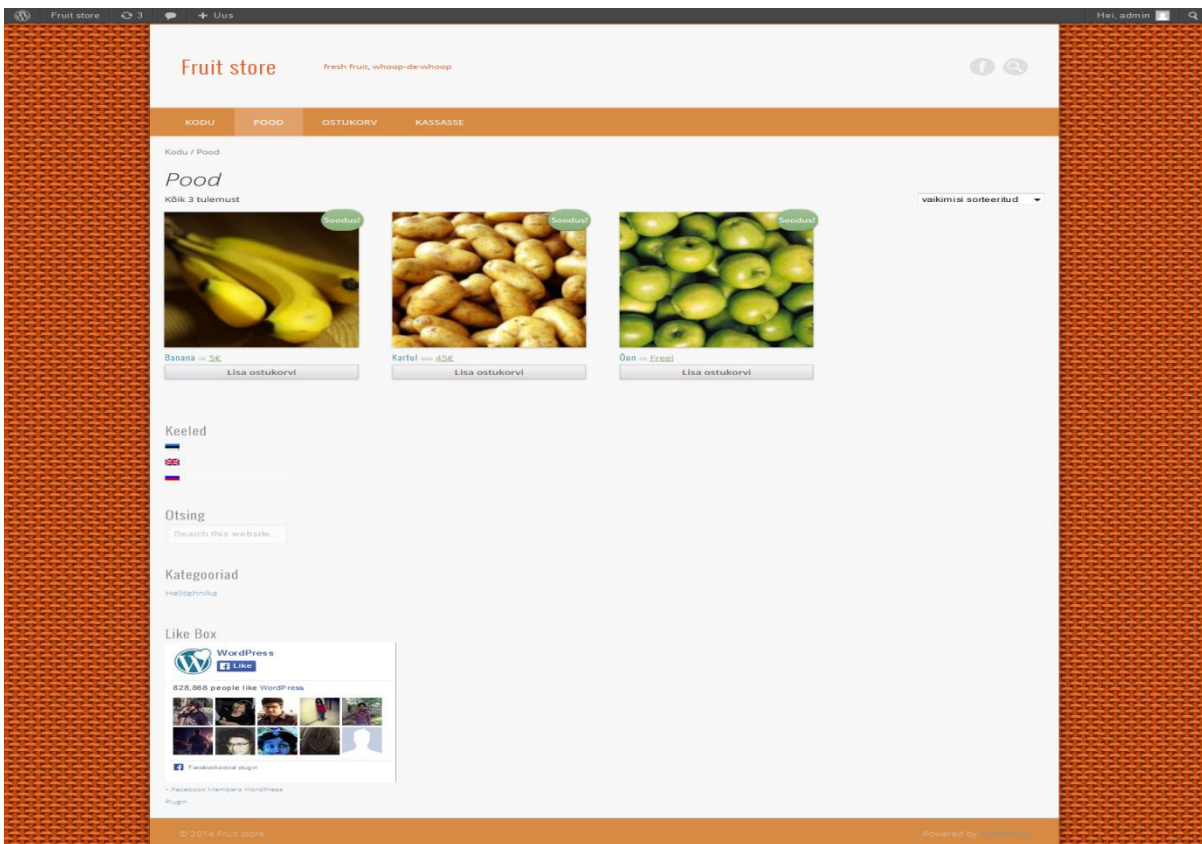 Fruit store 3 + Uus Hei, admin
Fruit store fresh fruit, whoop-de-whoop
KODU POOD OSTUKORV KASSASSE
Kodu / Pood
Pood
Kõik 3 tulemust vaikimisi sorteeritud
Soodus! Soodus! Soodus!
Banana 5€ Kartul 45€ Õun Free!
Lisa ostukorvi Lisa ostukorvi Lisa ostukorvi
Keeled
Otsing
Search this website...
Kategooriad
Helitehnika
Like Box
WordPress
Like
828,868 people like WordPress
Facebook social plugin
- Facebook Members WordPress
Plugin
© 2014 Fruit store Powered by